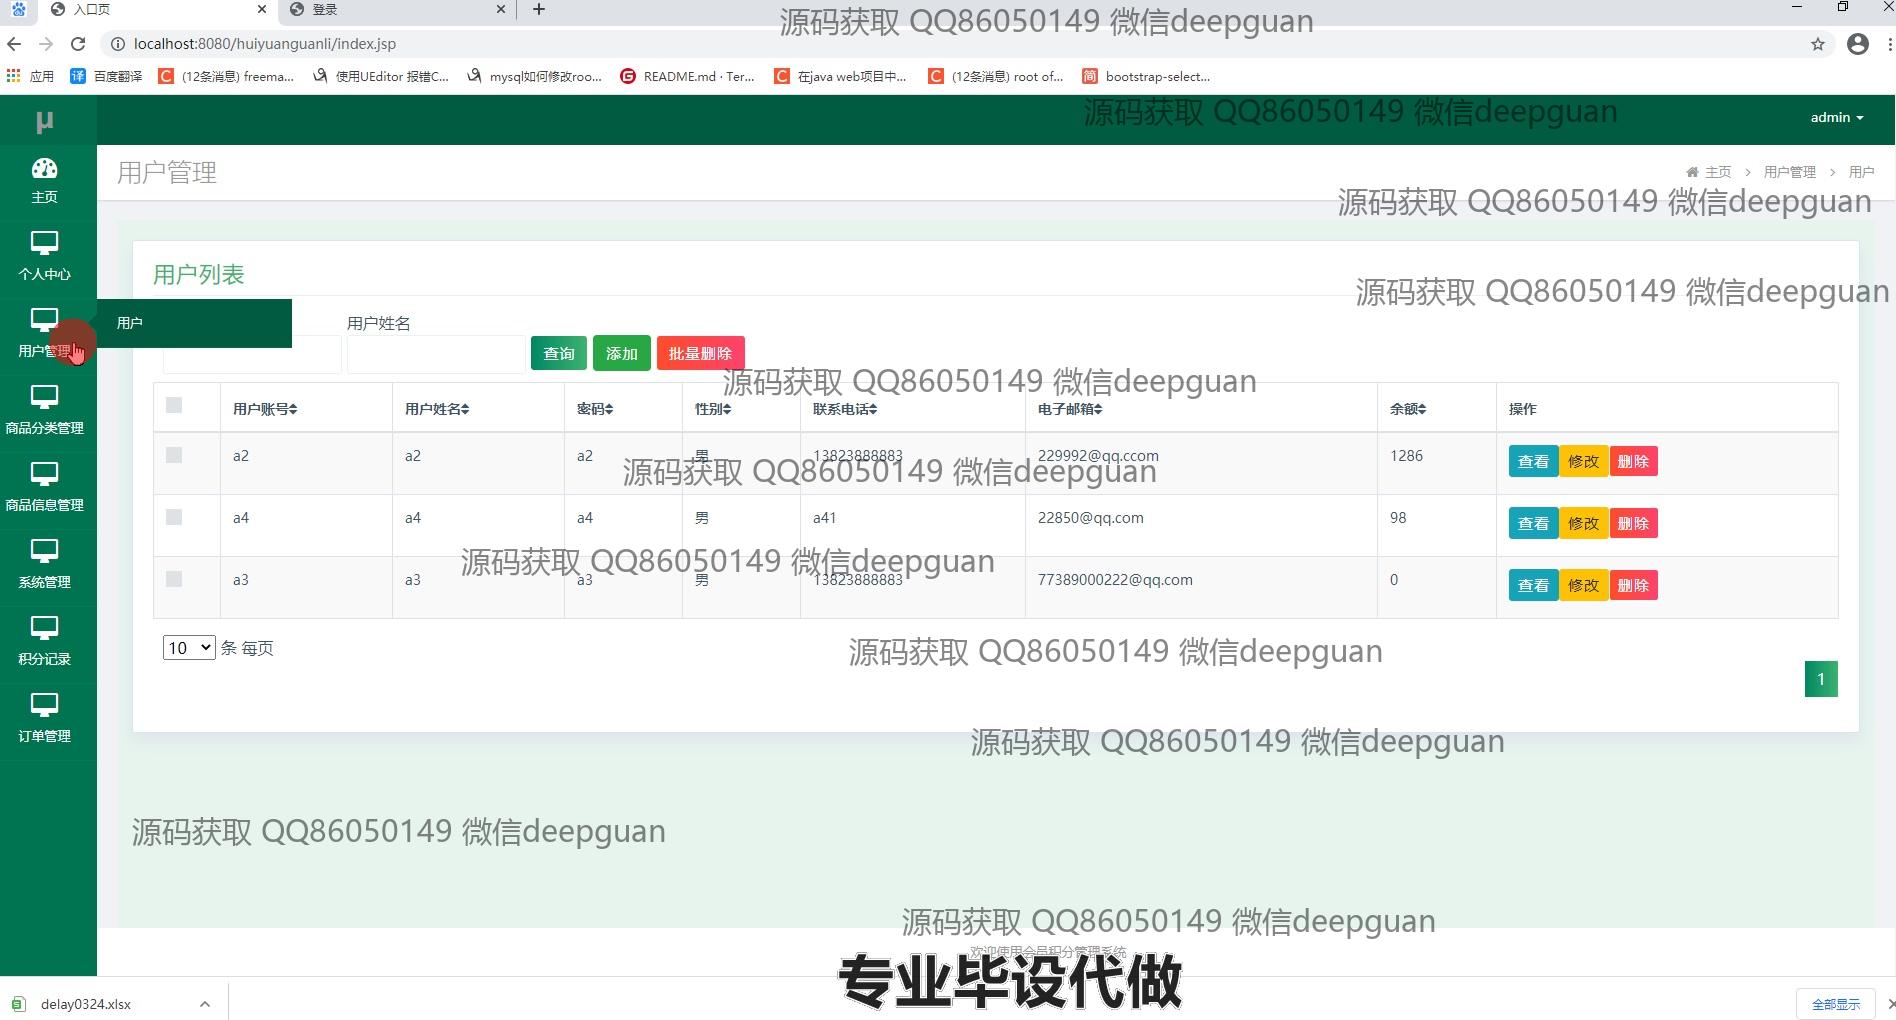 入口页
登录
源码获取 QQ86050149 微信deepguan
localhost:8080/huiyuanguanli/index.jsp
应用
译 百度翻译
C (12条消息) freema...
使用UEditor 报错C...
mysql如何修改roo...
G README.md · Ter...
C 在java web项目中...
C (12条消息) root of...
简 bootstrap-select...
源码获取 QQ86050149 微信deepguan
μ
admin
主页
用户管理
主页 > 用户管理 > 用户
源码获取 QQ86050149 微信deepguan
个人中心
用户列表
源码获取 QQ86050149 微信deepguan
用户管理
用户
用户姓名
查询 添加 批量删除
源码获取 QQ86050149 微信deepguan
用户账号 用户姓名 密码 性别 联系电话 电子邮箱 余额 操作
商品分类管理
a2 a2 a2 男 13823888883 229992@qq.ccom 1286 查看 修改 删除
源码获取 QQ86050149 微信deepguan
商品信息管理
a4 a4 a4 男 a41 22850@qq.com 98 查看 修改 删除
源码获取 QQ86050149 微信deepguan
系统管理
a3 a3 a3 男 13823888883 77389000222@qq.com 0 查看 修改 删除
积分记录
10 条 每页
源码获取 QQ86050149 微信deepguan
1
订单管理
源码获取 QQ86050149 微信deepguan
源码获取 QQ86050149 微信deepguan
源码获取 QQ86050149 微信deepguan
欢迎使用会员积分管理系统
专业毕设代做
delay0324.xlsx
全部显示